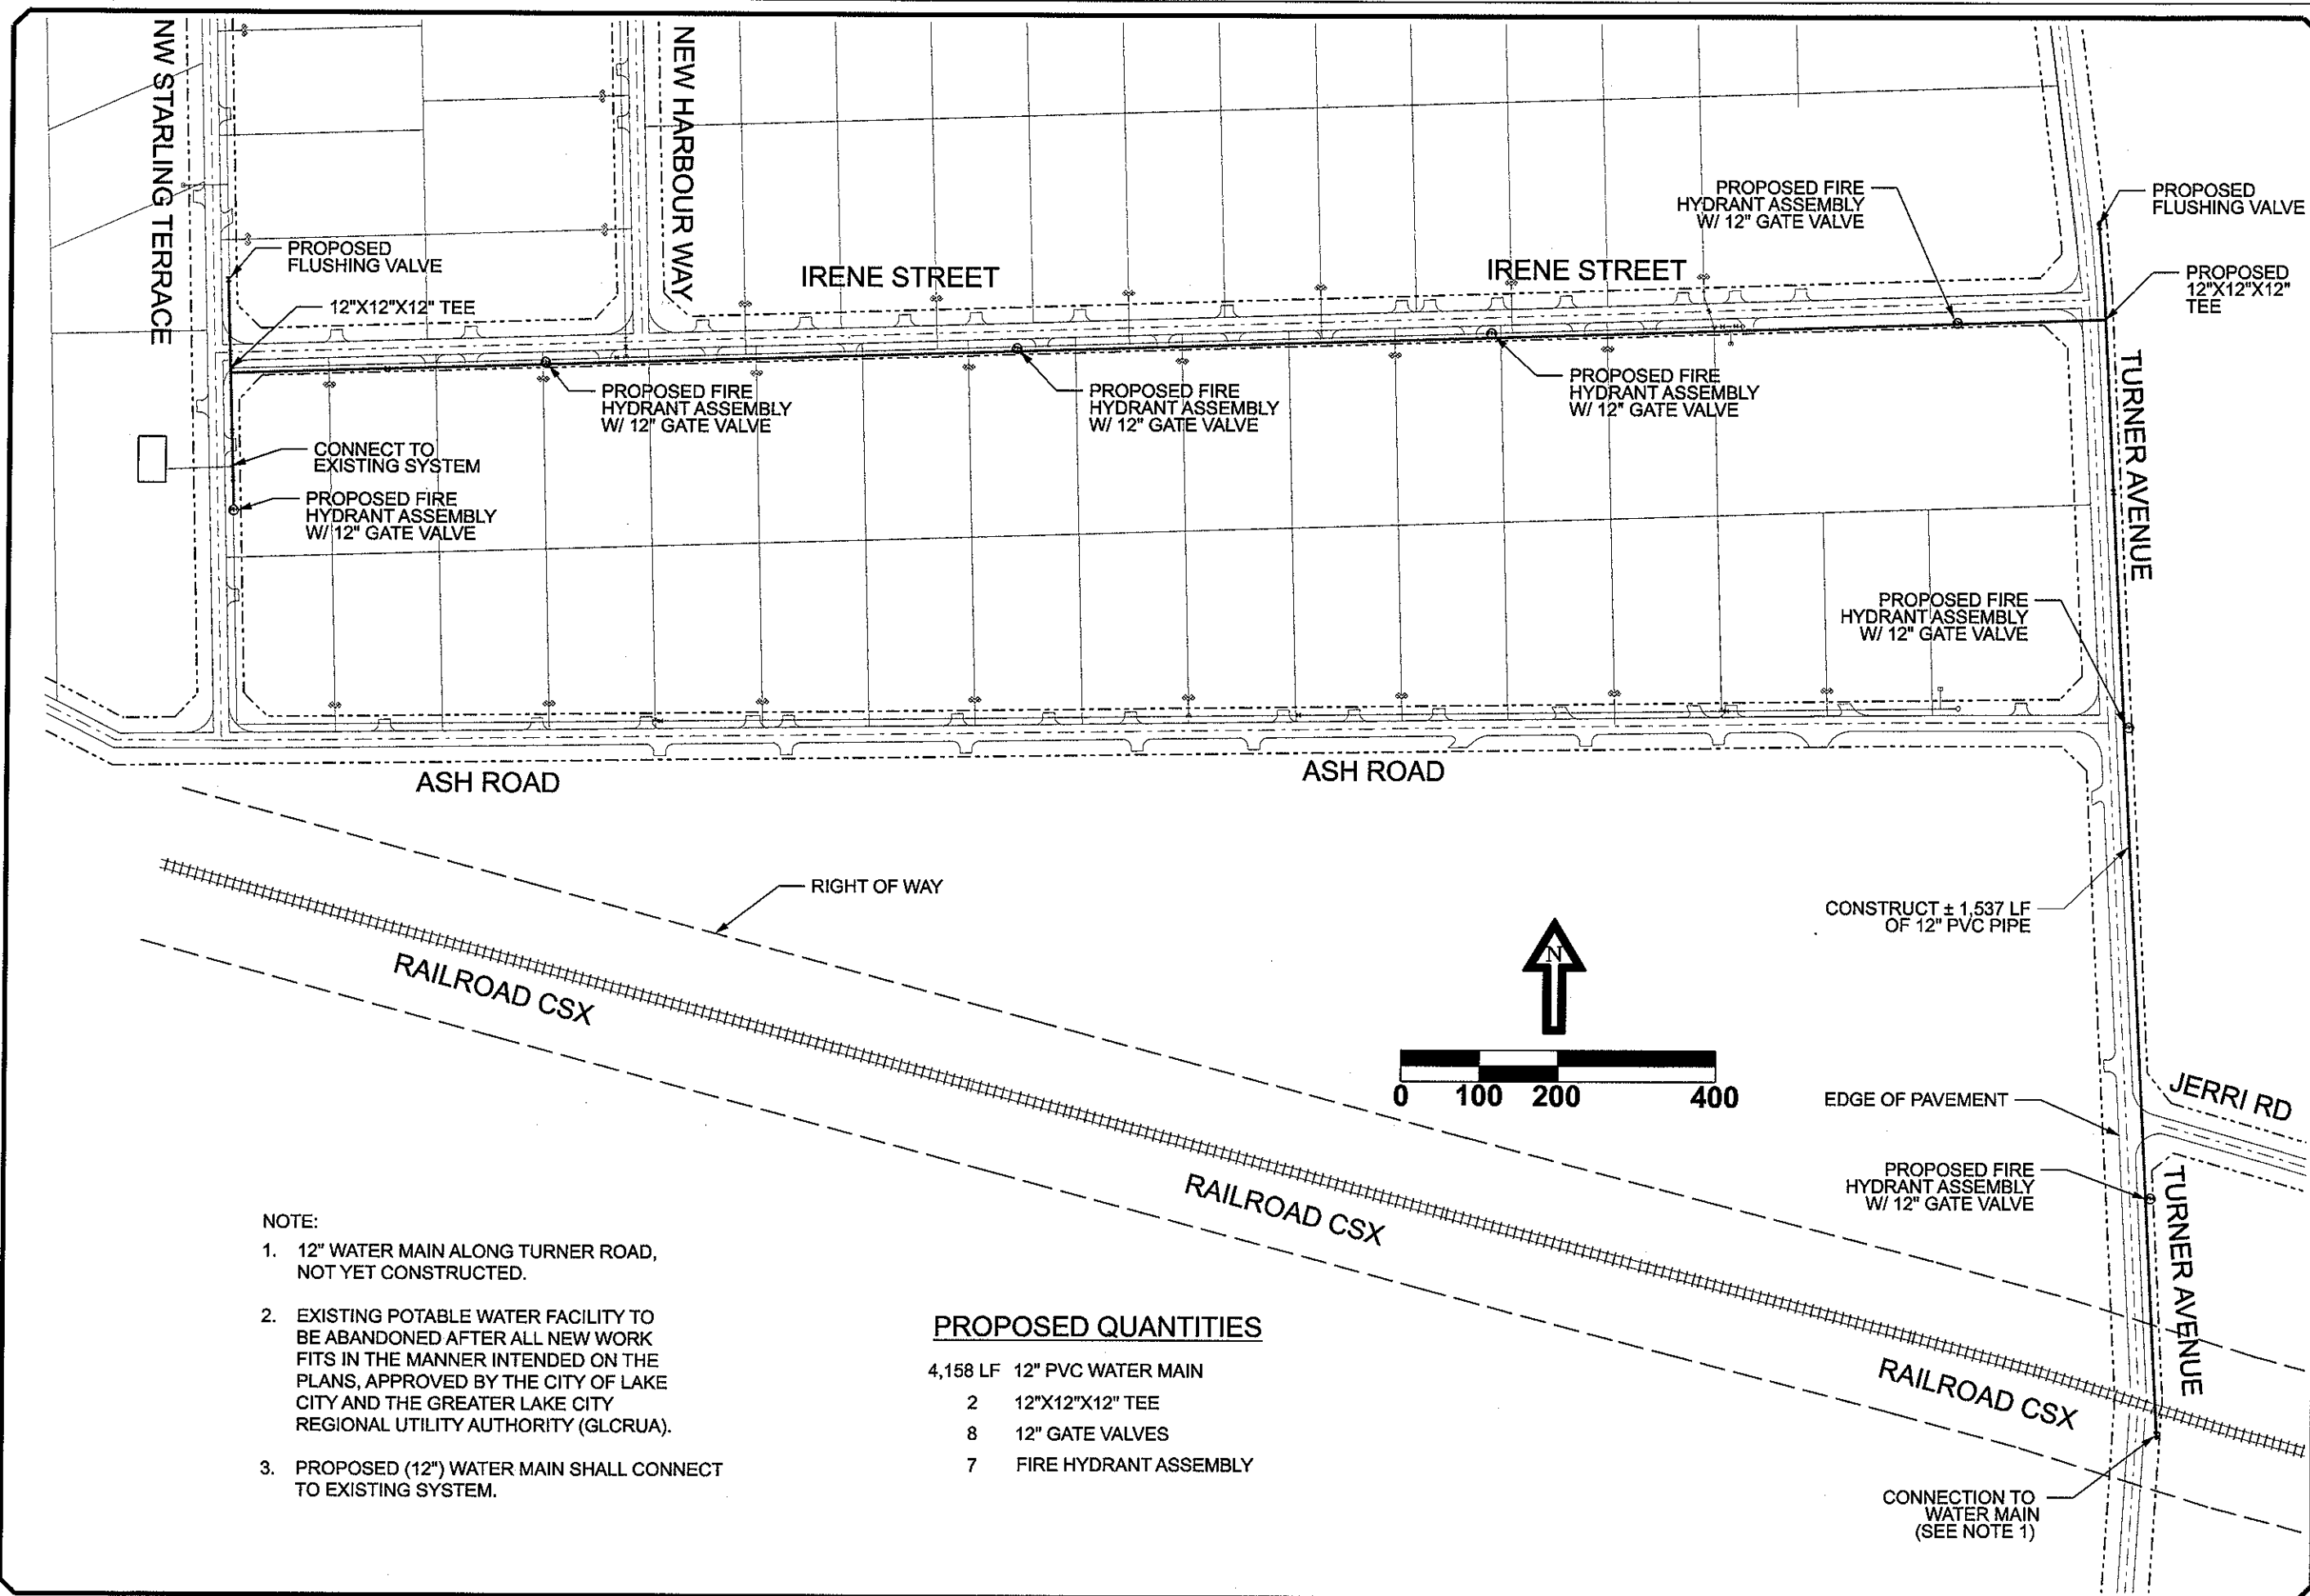 NW STARLING TERRACE
NEW HARBOUR WAY
PROPOSED FIRE
HYDRANT ASSEMBLY
W/ 12" GATE VALVE
PROPOSED
FLUSHING VALVE
PROPOSED
FLUSHING VALVE
IRENE STREET
IRENE STREET
PROPOSED
12"X12"X12"
TEE
12"X12"X12" TEE
TURNER AVENUE
PROPOSED FIRE
HYDRANT ASSEMBLY
W/ 12" GATE VALVE
PROPOSED FIRE
HYDRANT ASSEMBLY
W/ 12" GATE VALVE
PROPOSED FIRE
HYDRANT ASSEMBLY
W/ 12" GATE VALVE
CONNECT TO
EXISTING SYSTEM
PROPOSED FIRE
HYDRANT ASSEMBLY
W/ 12" GATE VALVE
PROPOSED FIRE
HYDRANT ASSEMBLY
W/ 12" GATE VALVE
ASH ROAD
ASH ROAD
RIGHT OF WAY
CONSTRUCT ± 1,537 LF
OF 12" PVC PIPE
N
RAILROAD CSX
0 100 200 400
JERRI RD
EDGE OF PAVEMENT
PROPOSED FIRE
HYDRANT ASSEMBLY
W/ 12" GATE VALVE
TURNER AVENUE
RAILROAD CSX
RAILROAD CSX
CONNECTION TO
WATER MAIN
(SEE NOTE 1)
NOTE:
1. 12" WATER MAIN ALONG TURNER ROAD,
NOT YET CONSTRUCTED.
2. EXISTING POTABLE WATER FACILITY TO
BE ABANDONED AFTER ALL NEW WORK
FITS IN THE MANNER INTENDED ON THE
PLANS, APPROVED BY THE CITY OF LAKE
CITY AND THE GREATER LAKE CITY
REGIONAL UTILITY AUTHORITY (GLCRUA).
3. PROPOSED (12") WATER MAIN SHALL CONNECT
TO EXISTING SYSTEM.
PROPOSED QUANTITIES
4,158 LF 12" PVC WATER MAIN
2 12"X12"X12" TEE
8 12" GATE VALVES
7 FIRE HYDRANT ASSEMBLY